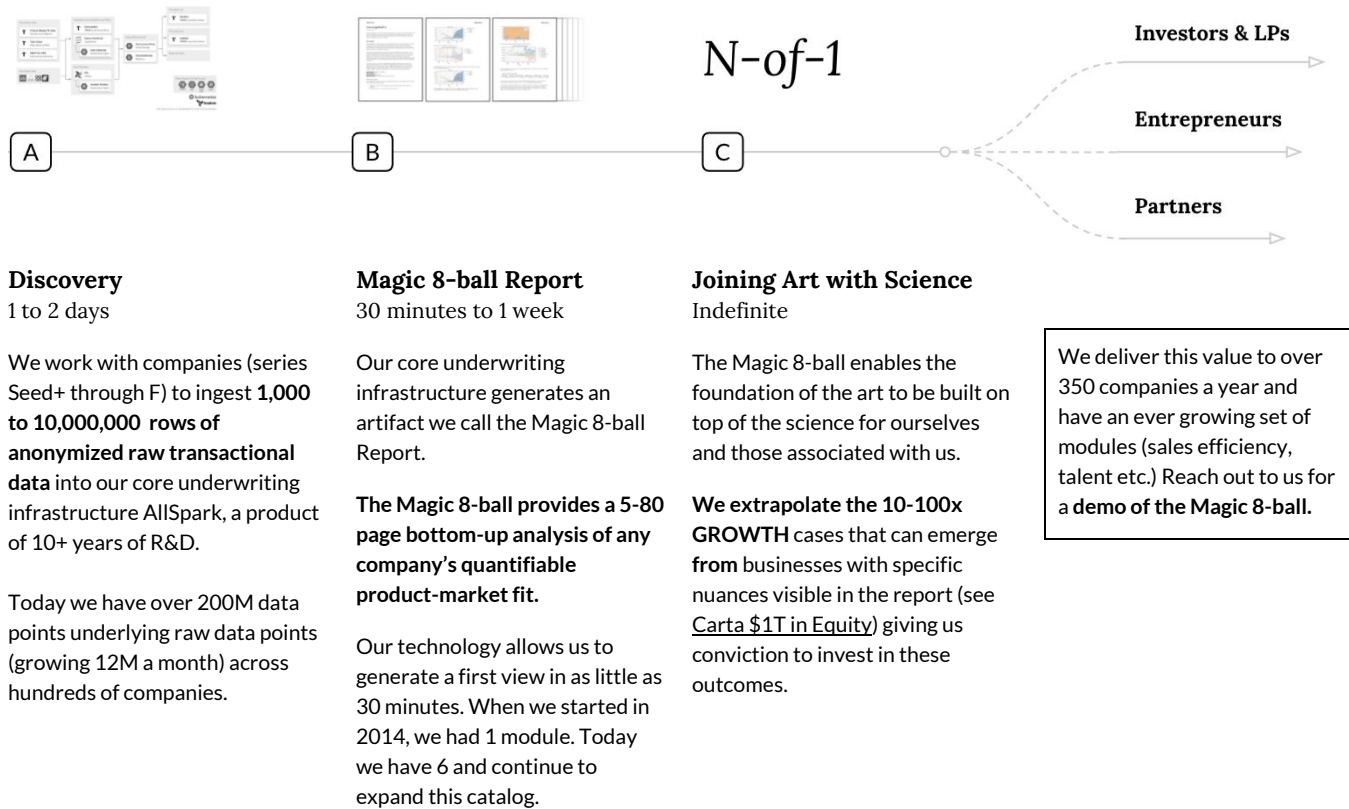 N-of-1
Investors & LPs
Entrepreneurs
Partners
A
B
C
Discovery
1 to 2 days
We work with companies (series
Seed+ through F) to ingest 1,000
to 10,000,000  rows of
anonymized raw transactional
data into our core underwriting
infrastructure AllSpark, a product
of 10+ years of R&D.
Today we have over 200M data
points underlying raw data points
(growing 12M a month) across
hundreds of companies.
Magic 8-ball Report
30 minutes to 1 week
Our core underwriting
infrastructure generates an
artifact we call the Magic 8-ball
Report.
The Magic 8-ball provides a 5-80
page bottom-up analysis of any
company’s quantifiable
product-market fit.
Our technology allows us to
generate a first view in as little as
30 minutes. When we started in
2014, we had 1 module. Today
we have 6 and continue to
expand this catalog.
Joining Art with Science
Indefinite
The Magic 8-ball enables the
foundation of the art to be built on
top of the science for ourselves
and those associated with us.
We extrapolate the 10-100x
GROWTH cases that can emerge
from businesses with specific
nuances visible in the report (see
Carta $1T in Equity) giving us
conviction to invest in these
outcomes.
We deliver this value to over
350 companies a year and
have an ever growing set of
modules (sales efficiency,
talent etc.) Reach out to us for
a demo of the Magic 8-ball.